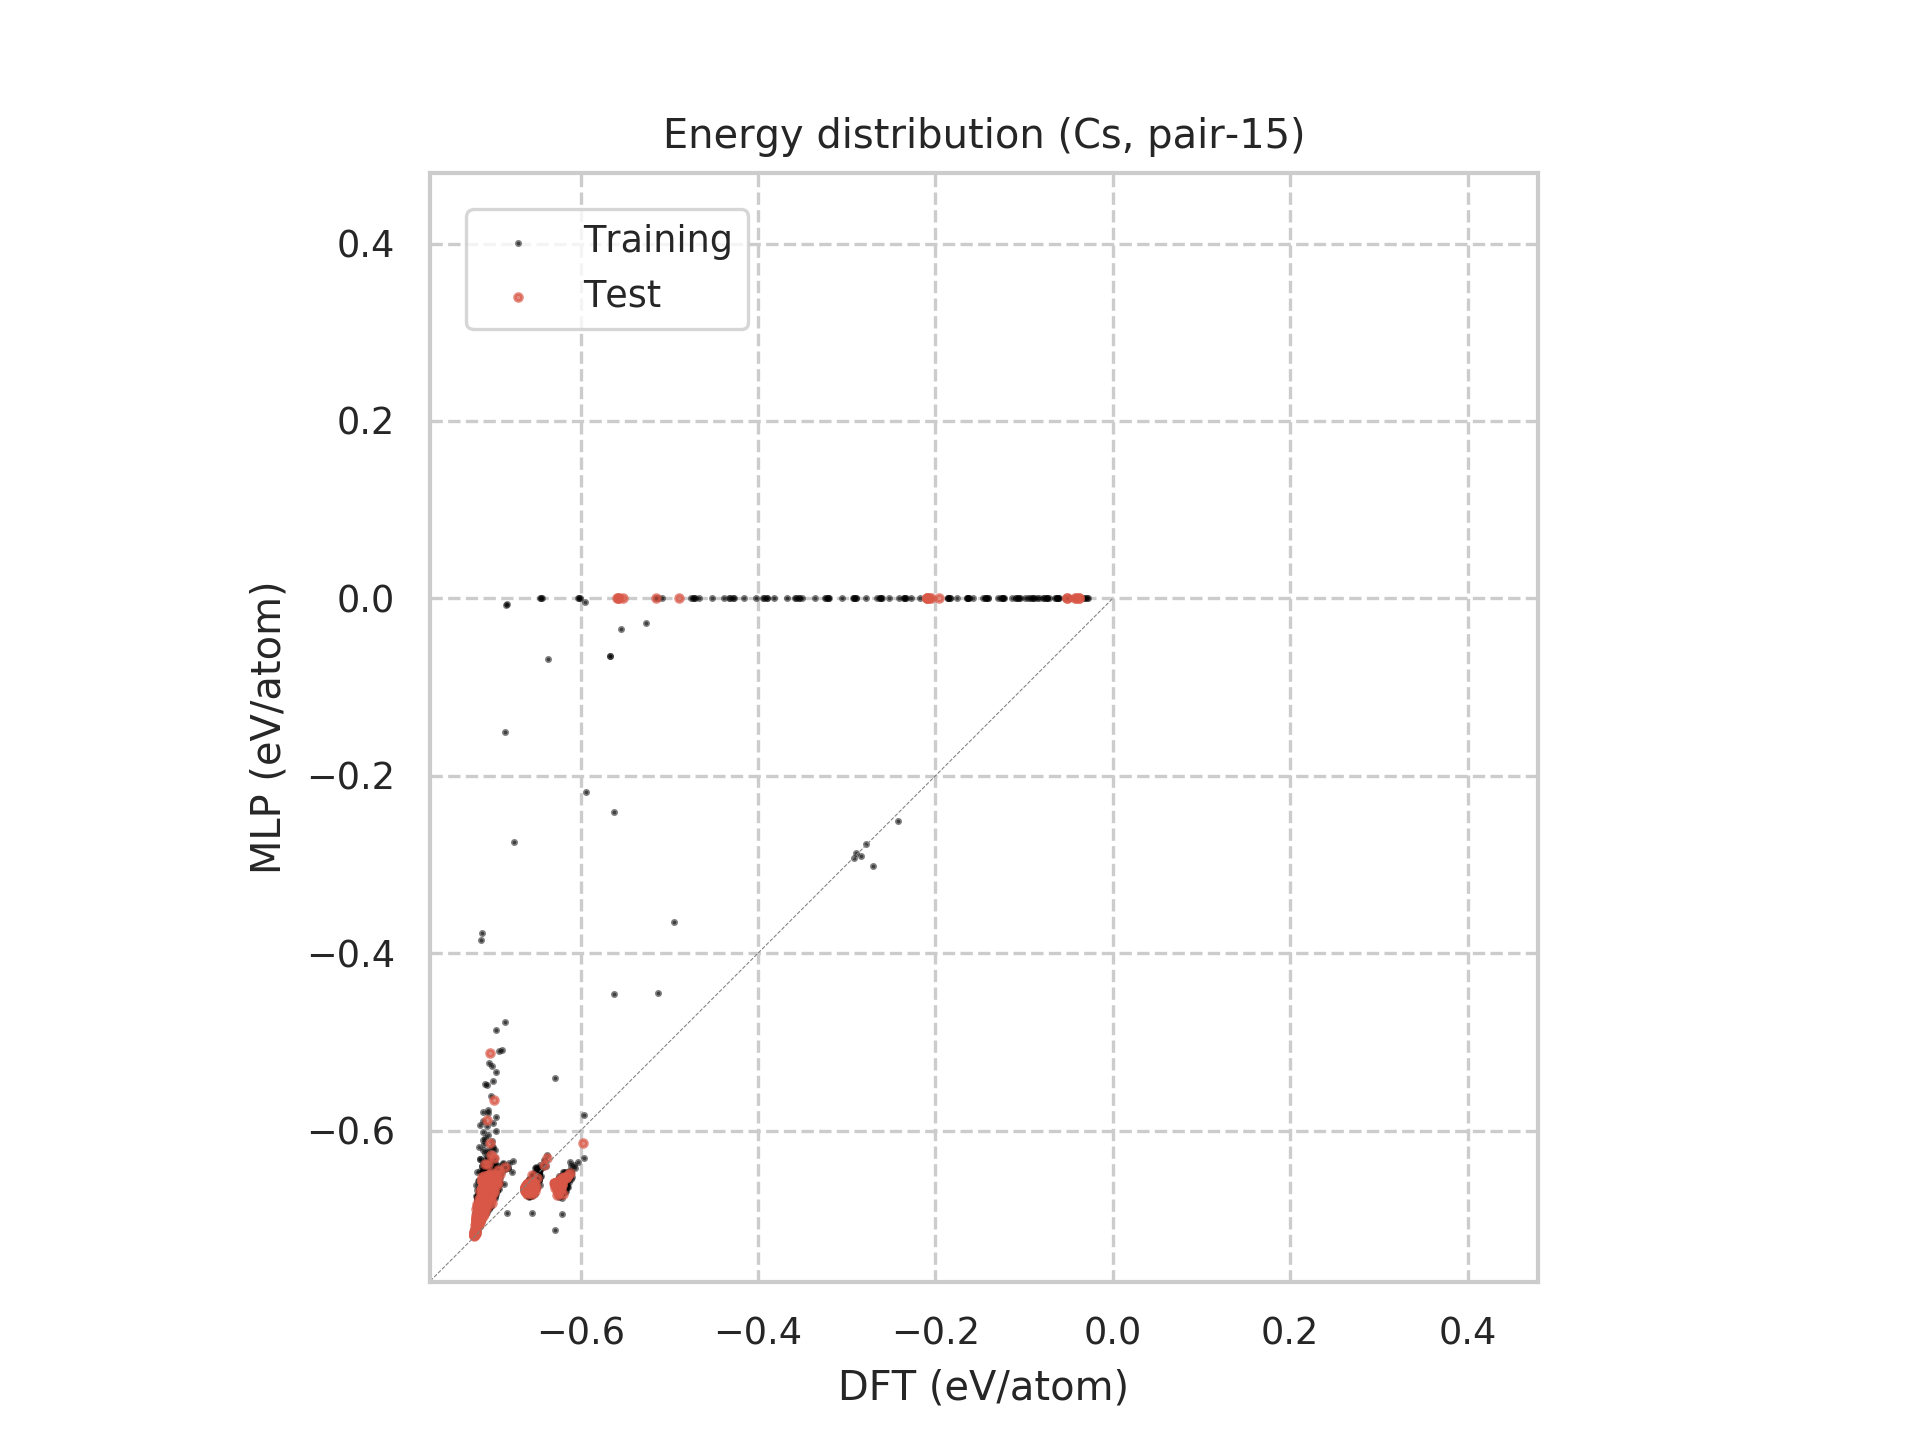 Energy distribution (Cs, pair-15)
Training
Test
0.4
0.2
0.0
−0.2
−0.4
−0.6
MLP (eV/atom)
−0.6 −0.4 −0.2 0.0 0.2 0.4
DFT (eV/atom)